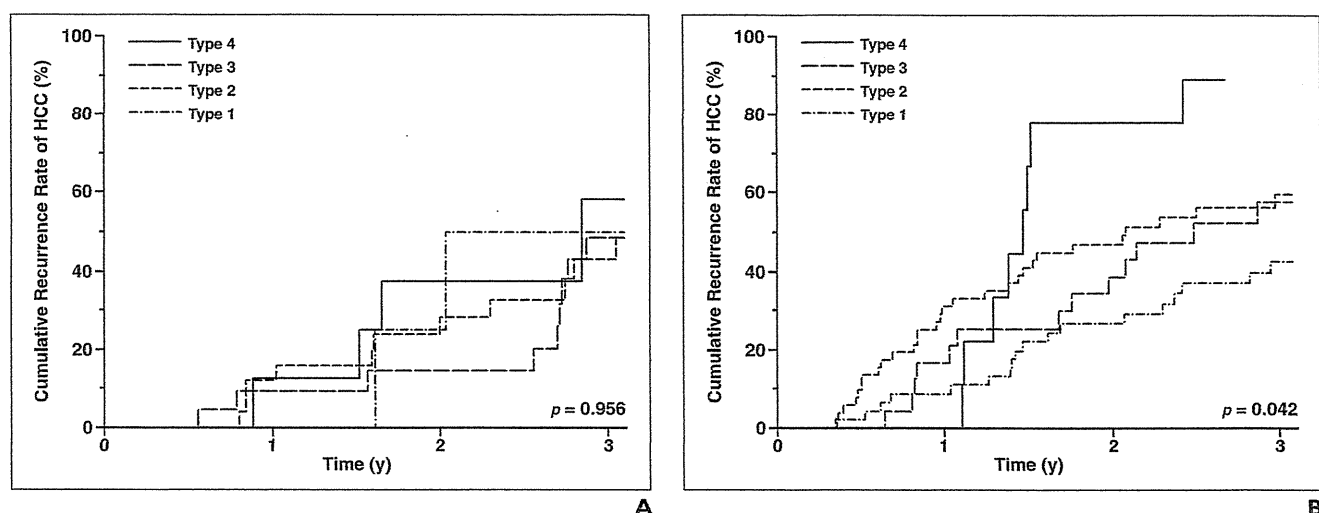 100
80
60
40
20
0
Cumulative Recurrence Rate of HCC (%)
Type 4
Type 3
Type 2
Type 1
p = 0.956
0
1
2
3
Time (y)
A
100
80
60
40
20
0
Cumulative Recurrence Rate of HCC (%)
Type 4
Type 3
Type 2
Type 1
p = 0.042
0
1
2
3
Time (y)
B